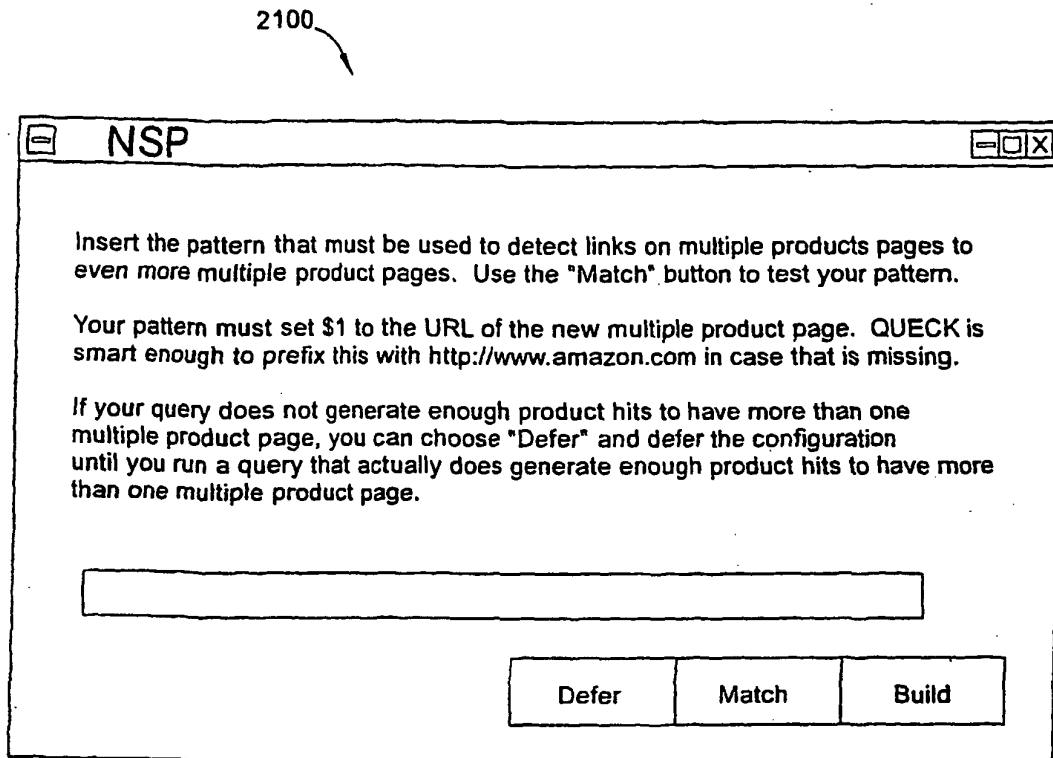 2100
NSP
Insert the pattern that must be used to detect links on multiple products pages to
even more multiple product pages. Use the "Match" button to test your pattern.
Your pattern must set $1 to the URL of the new multiple product page. QUECK is
smart enough to prefix this with http://www.amazon.com in case that is missing.
If your query does not generate enough product hits to have more than one
multiple product page, you can choose "Defer" and defer the configuration
until you run a query that actually does generate enough product hits to have more
than one multiple product page.
Defer Match Build